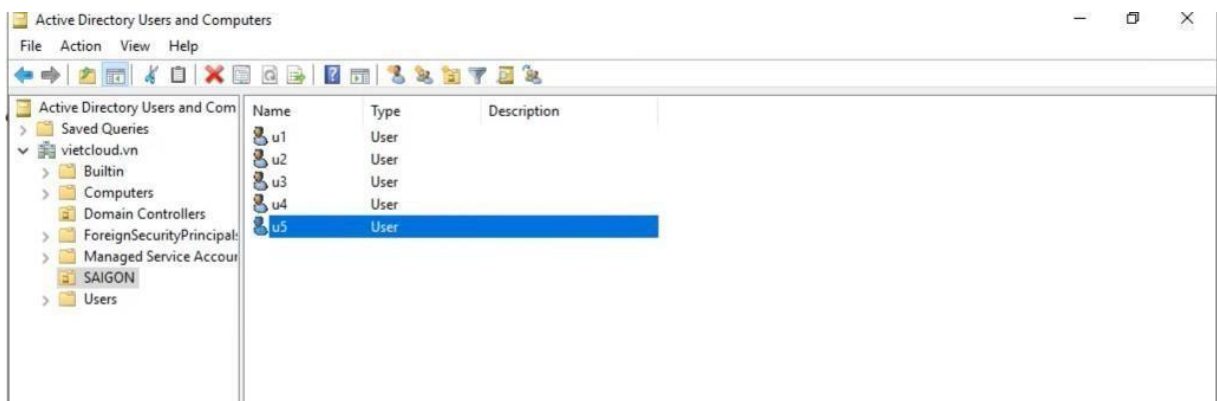 Active Directory Users and Computers
File Action View Help
Active Directory Users and Com
Saved Queries
vietcloud.vn
Builtin
Computers
Domain Controllers
ForeignSecurityPrincipals
Managed Service Accour
SAIGON
Users
Name Type Description
u1 User
u2 User
u3 User
u4 User
u5 User